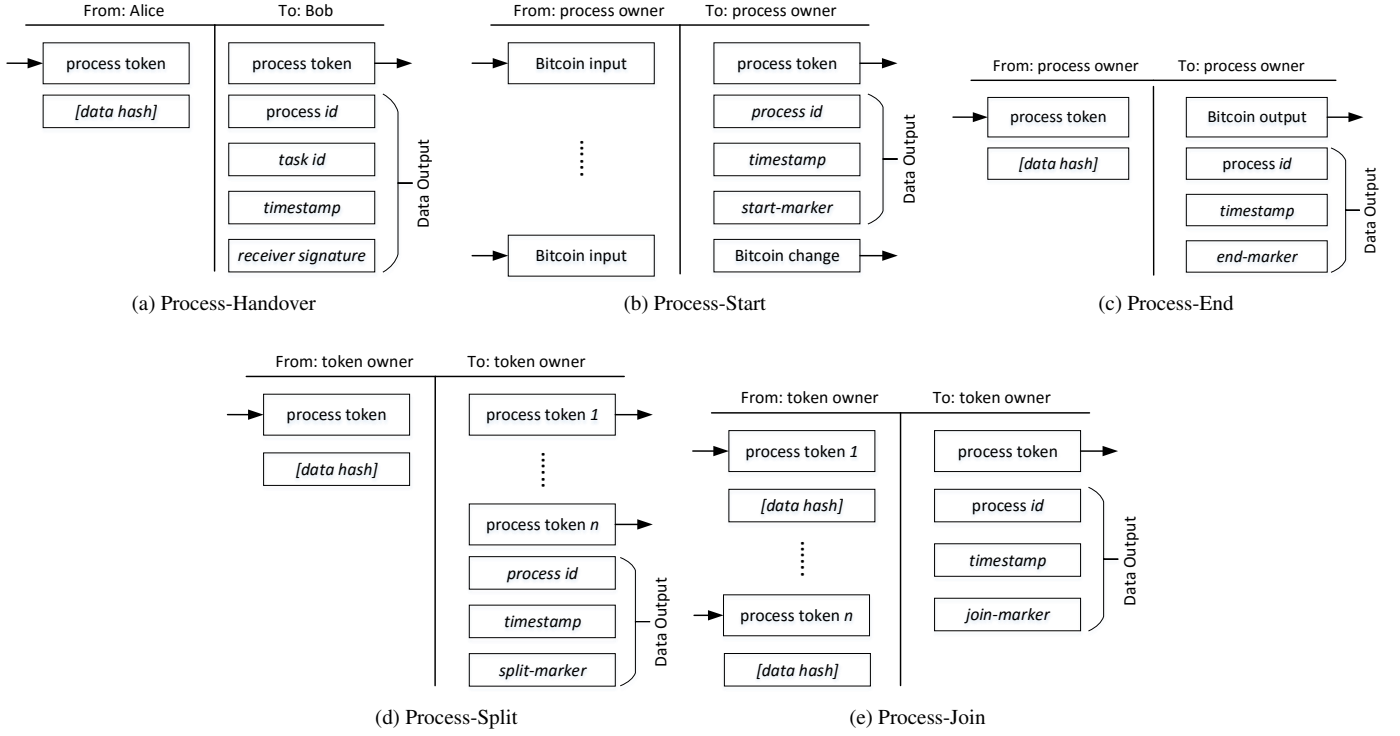 From: Alice
To: Bob
process token
process token
[data hash]
process id
task id
timestamp
receiver signature
Data Output
(a) Process-Handover
From: process owner
To: process owner
Bitcoin input
process token
process id
timestamp
start-marker
Data Output
Bitcoin input
Bitcoin change
(b) Process-Start
From: process owner
To: process owner
process token
Bitcoin output
[data hash]
process id
timestamp
end-marker
Data Output
(c) Process-End
From: token owner
To: token owner
process token
process token 1
[data hash]
process token n
process id
timestamp
split-marker
Data Output
(d) Process-Split
From: token owner
To: token owner
process token 1
process token
[data hash]
process id
timestamp
process token n
join-marker
[data hash]
Data Output
(e) Process-Join